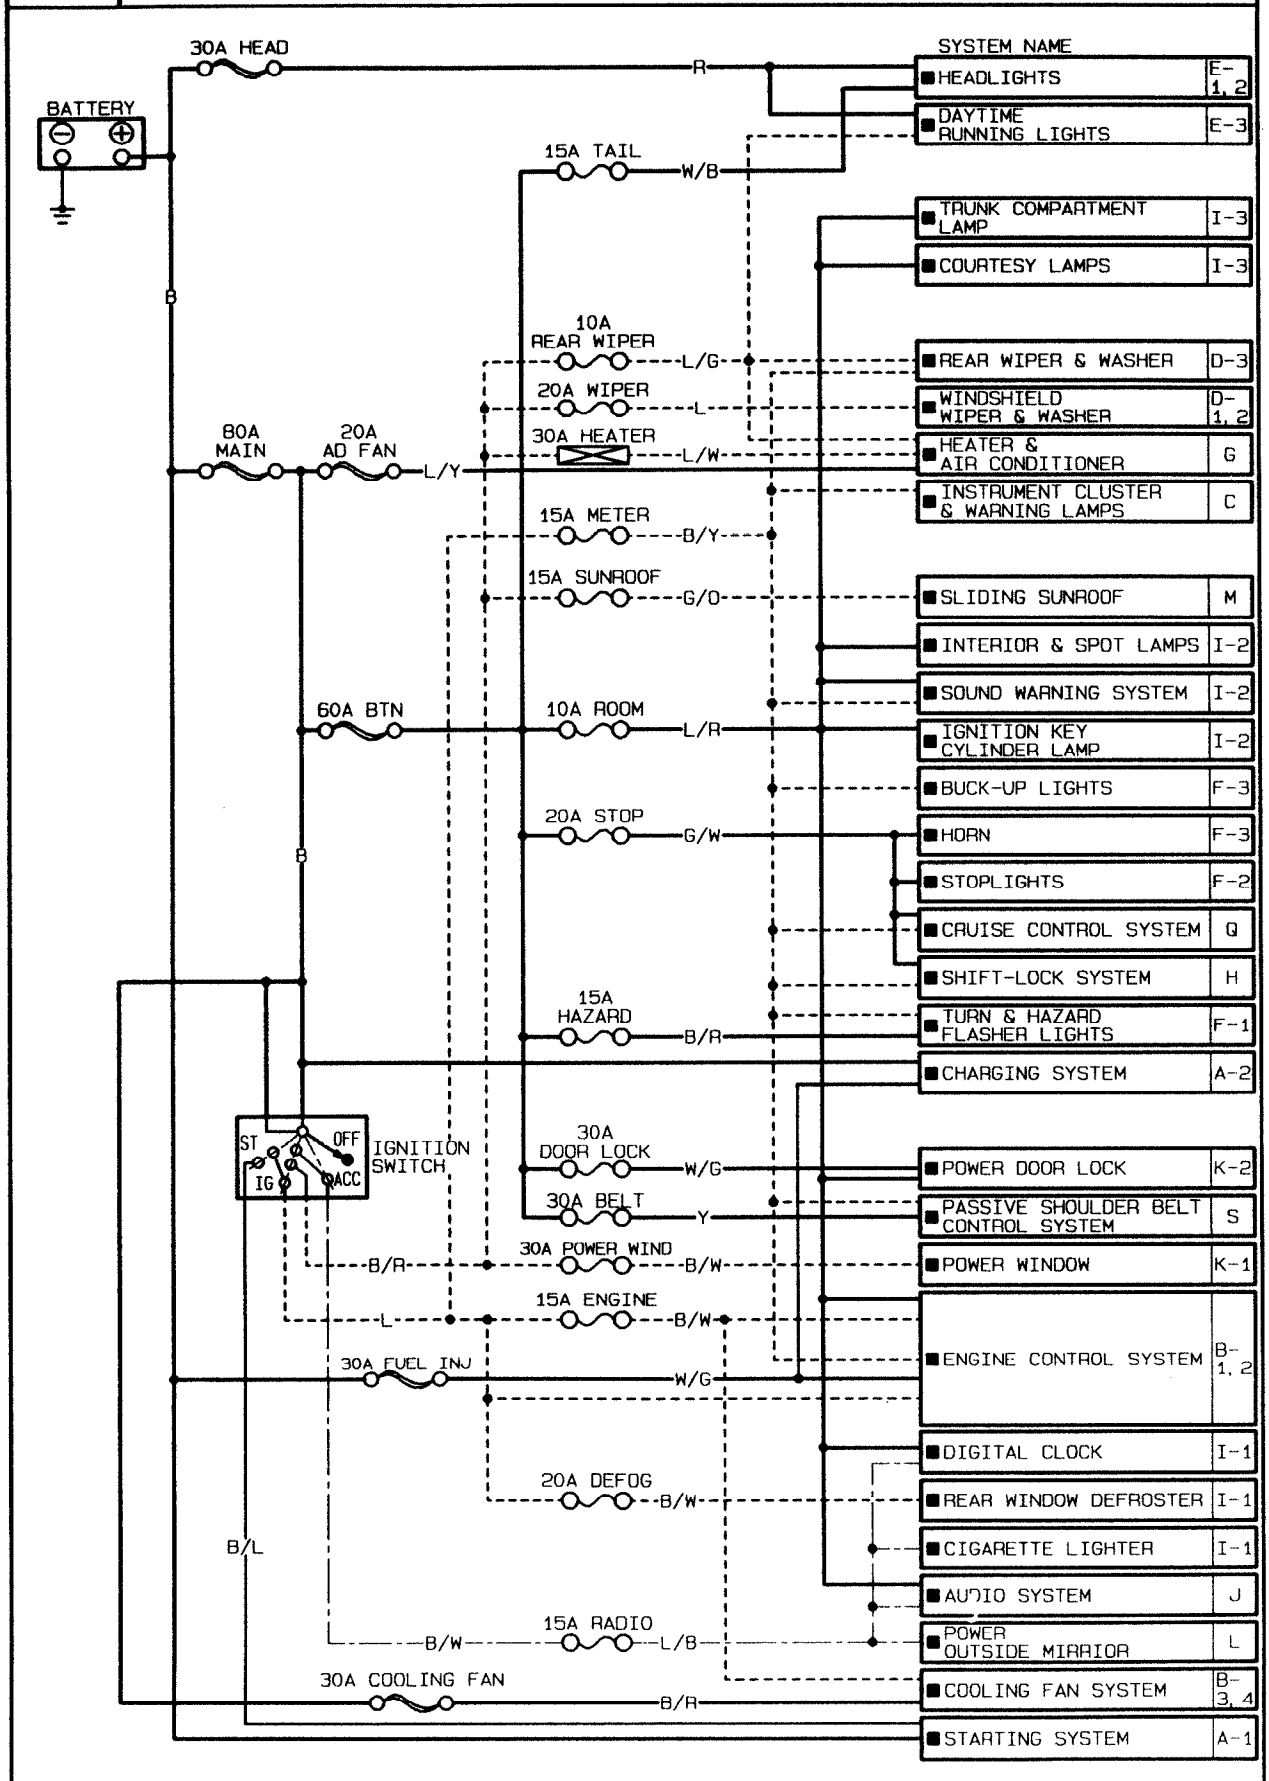 30A HEAD
SYSTEM NAME
R
HEADLIGHTS
E-
1, 2
BATTERY
DAYTIME
RUNNING LIGHTS
E-3
15A TAIL
W/B
TRUNK COMPARTMENT
LAMP
I-3
COURTESY LAMPS
I-3
B
10A
REAR WIPER
L/G
REAR WIPER & WASHER
D-3
20A WIPER
L
WINDSHIELD
WIPER & WASHER
D-
1, 2
80A
MAIN
20A
AD FAN
L/Y
30A HEATER
L/W
HEATER &
AIR CONDITIONER
G
INSTRUMENT CLUSTER
& WARNING LAMPS
C
15A METER
B/Y
15A SUNROOF
G/O
SLIDING SUNROOF
M
INTERIOR & SPOT LAMPS
I-2
SOUND WARNING SYSTEM
I-2
60A BTN
10A ROOM
L/R
IGNITION KEY
CYLINDER LAMP
I-2
BUCK-UP LIGHTS
F-3
20A STOP
G/W
HORN
F-3
B
STOPLIGHTS
F-2
CRUISE CONTROL SYSTEM
Q
SHIFT-LOCK SYSTEM
H
15A
HAZARD
B/R
TURN & HAZARD
FLASHER LIGHTS
F-1
CHARGING SYSTEM
A-2
ST
OFF
IG
ACC
IGNITION
SWITCH
30A
DOOR LOCK
W/G
POWER DOOR LOCK
K-2
30A BELT
Y
PASSIVE SHOULDER BELT
CONTROL SYSTEM
S
B/R
30A POWER WIND
B/W
POWER WINDOW
K-1
L
15A ENGINE
B/W
ENGINE CONTROL SYSTEM
B-
1, 2
30A FUEL INJ
W/G
DIGITAL CLOCK
I-1
20A DEFOG
B/W
REAR WINDOW DEFROSTER
I-1
B/L
CIGARETTE LIGHTER
I-1
AUDIO SYSTEM
J
B/W
15A RADIO
L/B
POWER
OUTSIDE MIRRIOR
L
30A COOLING FAN
B/R
COOLING FAN SYSTEM
B-
3, 4
STARTING SYSTEM
A-1